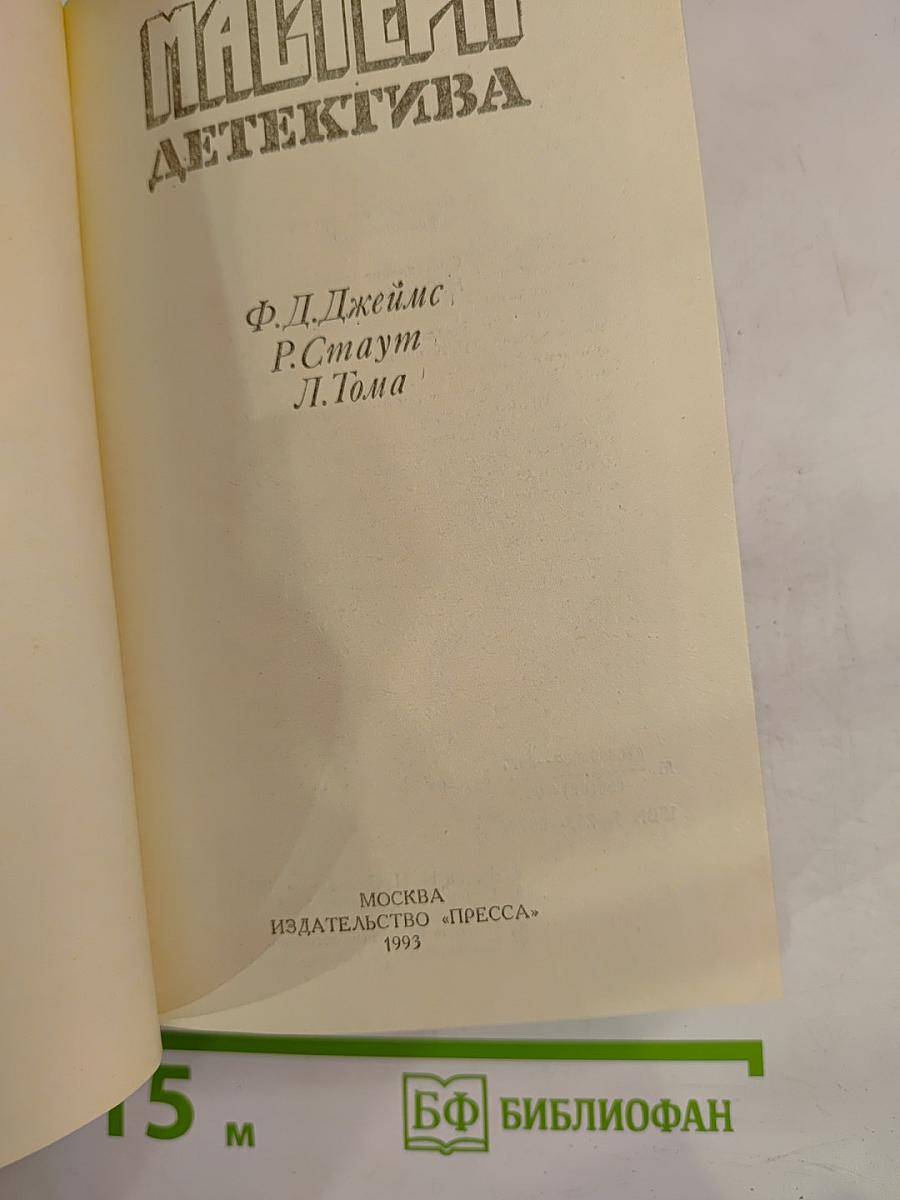 МАСТЕРА
ДЕТЕКТИВА
Ф.Д.Джеймс
Р.Стаут
Л.Тома
МОСКВА
ИЗДАТЕЛЬСТВО «ПРЕССА»
1993
15 м
БФ БИБЛИОФАН